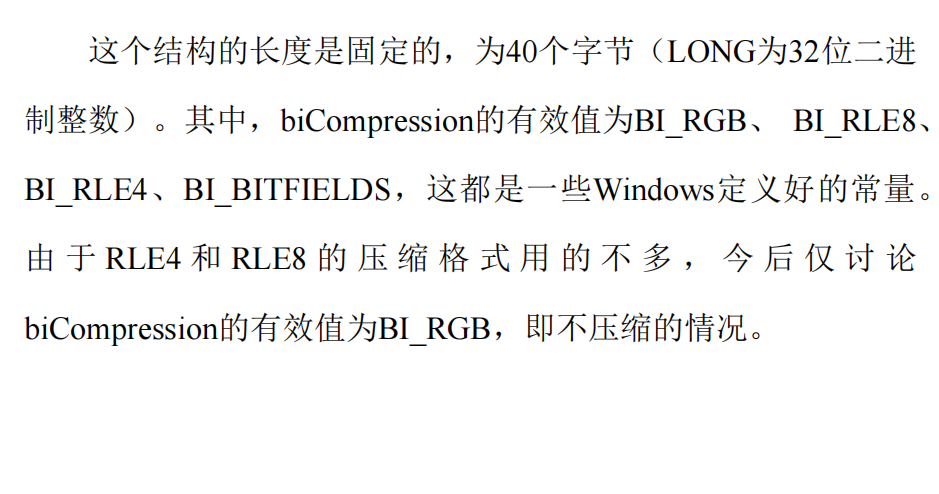 这个结构的长度是固定的，为40个字节（LONG为32位二进
制整数）。其中，biCompression的有效值为BI_RGB、 BI_RLE8、
BI_RLE4、BI_BITFIELDS，这都是一些Windows定义好的常量。
由于RLE4和RLE8的压缩格式用的不多，今后仅讨论
biCompression的有效值为BI_RGB，即不压缩的情况。